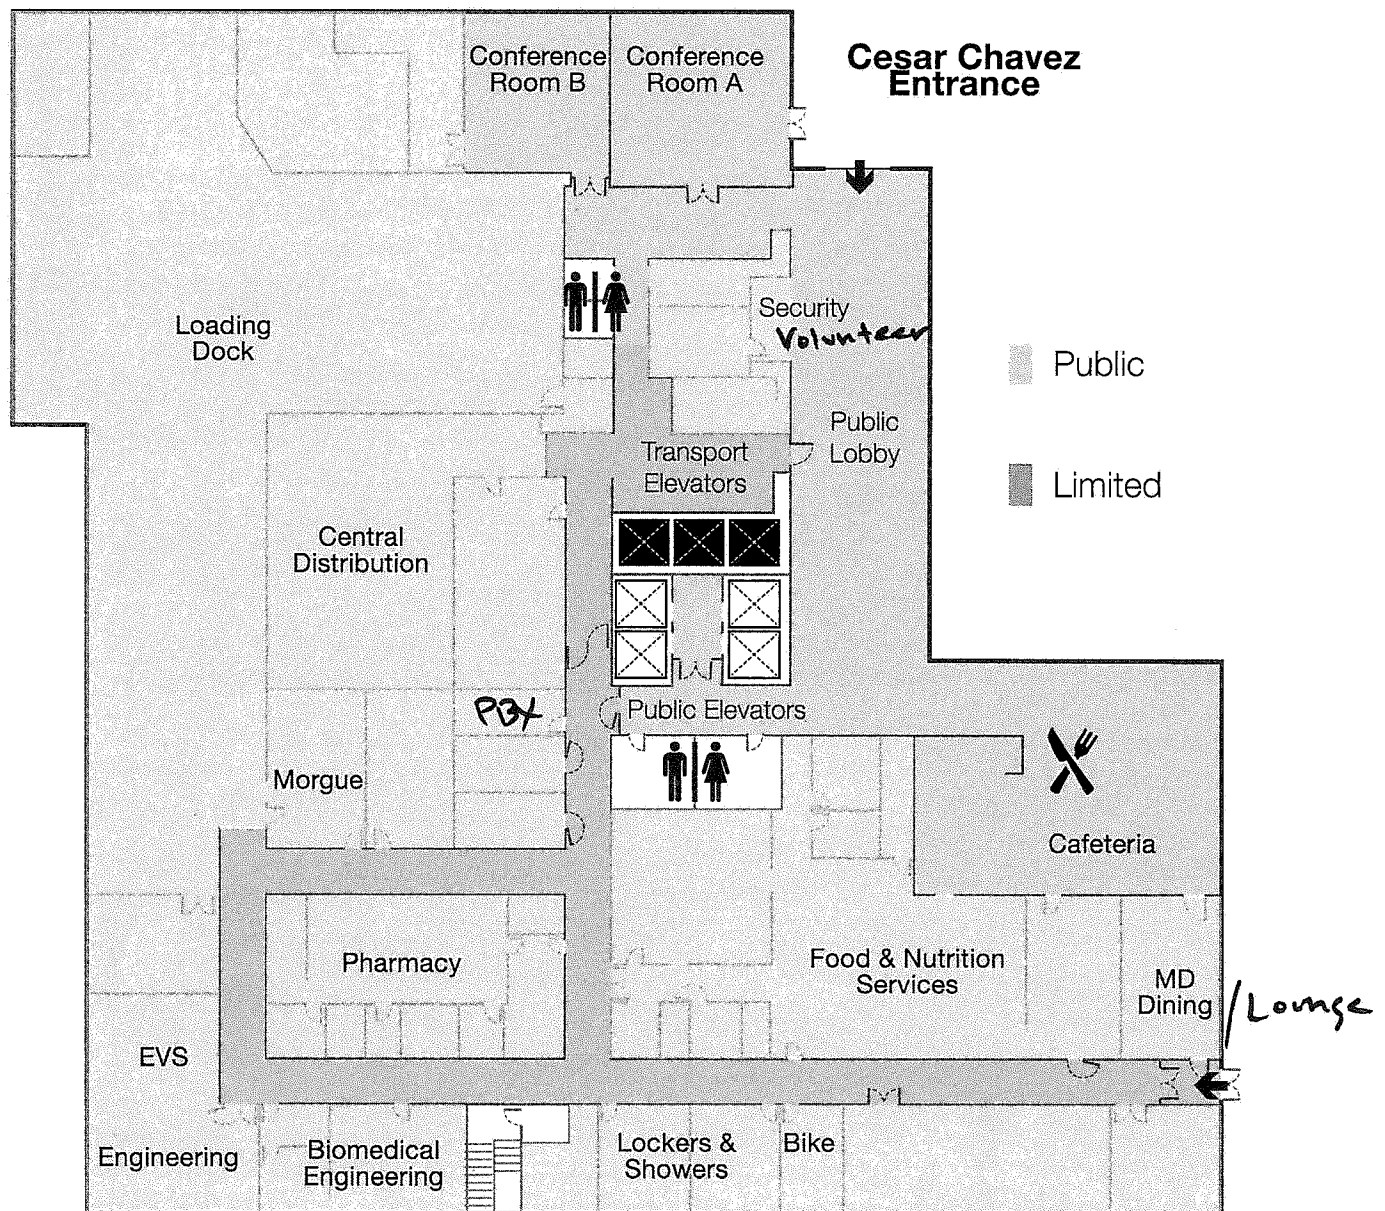 Conference
Room B
Conference
Room A
Cesar Chavez
Entrance
Security
Volunteer
Loading
Dock
Public
Public
Lobby
Transport
Elevators
Limited
Central
Distribution
PBX
Public Elevators
Morgue
Cafeteria
Pharmacy
Food & Nutrition
Services
MD
Dining
/Lounge
EVS
Engineering
Biomedical
Engineering
Lockers &
Showers
Bike